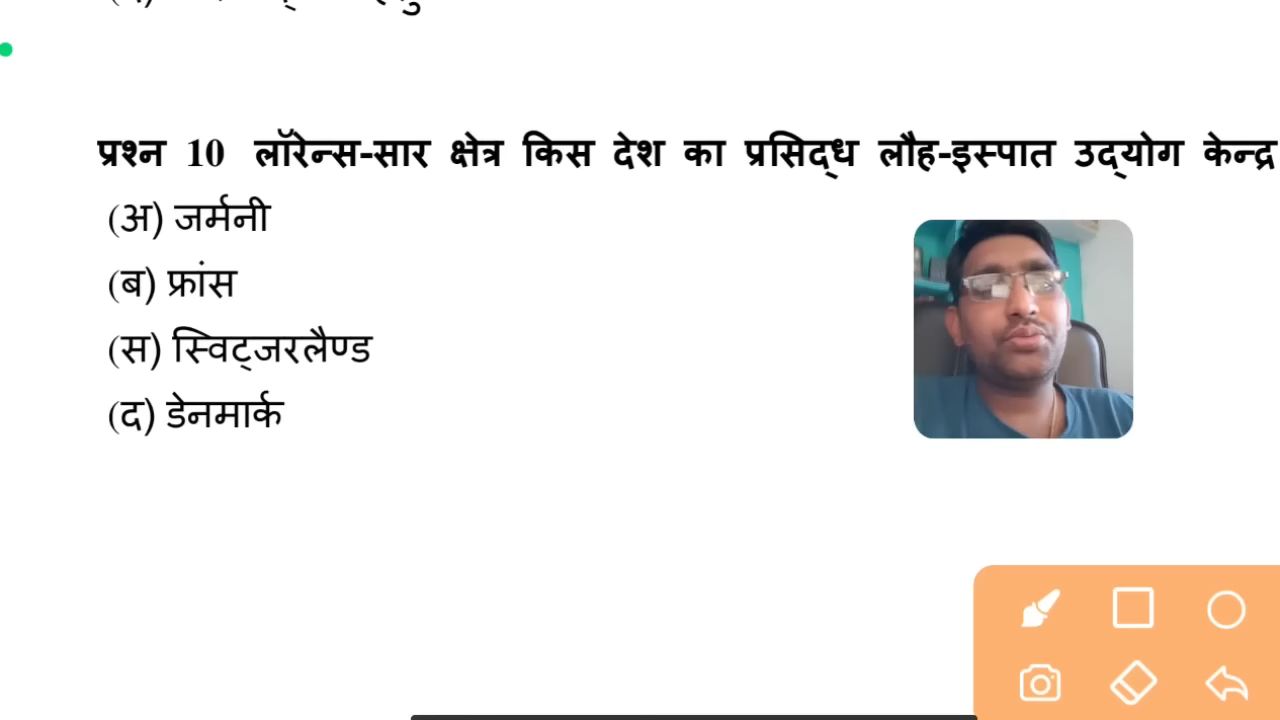 प्रश्न 10 लॉरेन्स-सार क्षेत्र किस देश का प्रसिद्ध लौह-इस्पात उद्योग केन्द्र
(अ) जर्मनी
(ब) फ्रांस
(स) स्विट्जरलैण्ड
(द) डेनमार्क